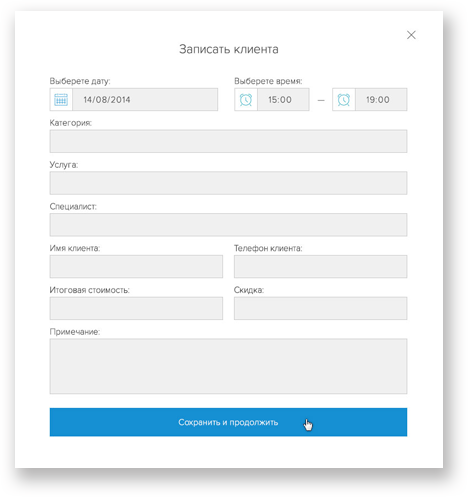 Записать клиента
Выберете дату: Выберете время:
14/08/2014 15:00 — 19:00
Категория:
Услуга:
Специалист:
Имя клиента: Телефон клиента:
Итоговая стоимость: Скидка:
Примечание:
Сохранить и продолжить